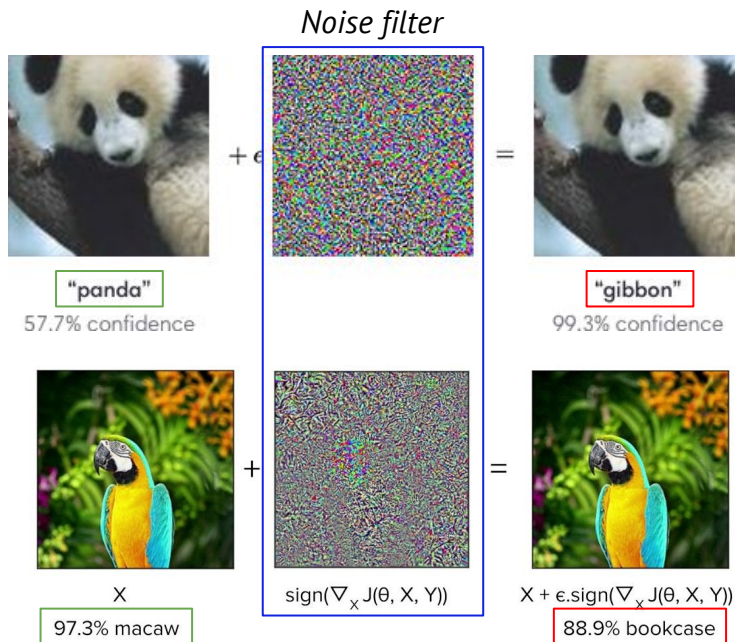 Noise filter
+ ϵ
=
“panda”
“gibbon”
57.7% confidence
99.3% confidence
+
=
X
sign(∇ₓ J(θ, X, Y))
X + ϵ.sign(∇ₓ J(θ, X, Y))
97.3% macaw
88.9% bookcase